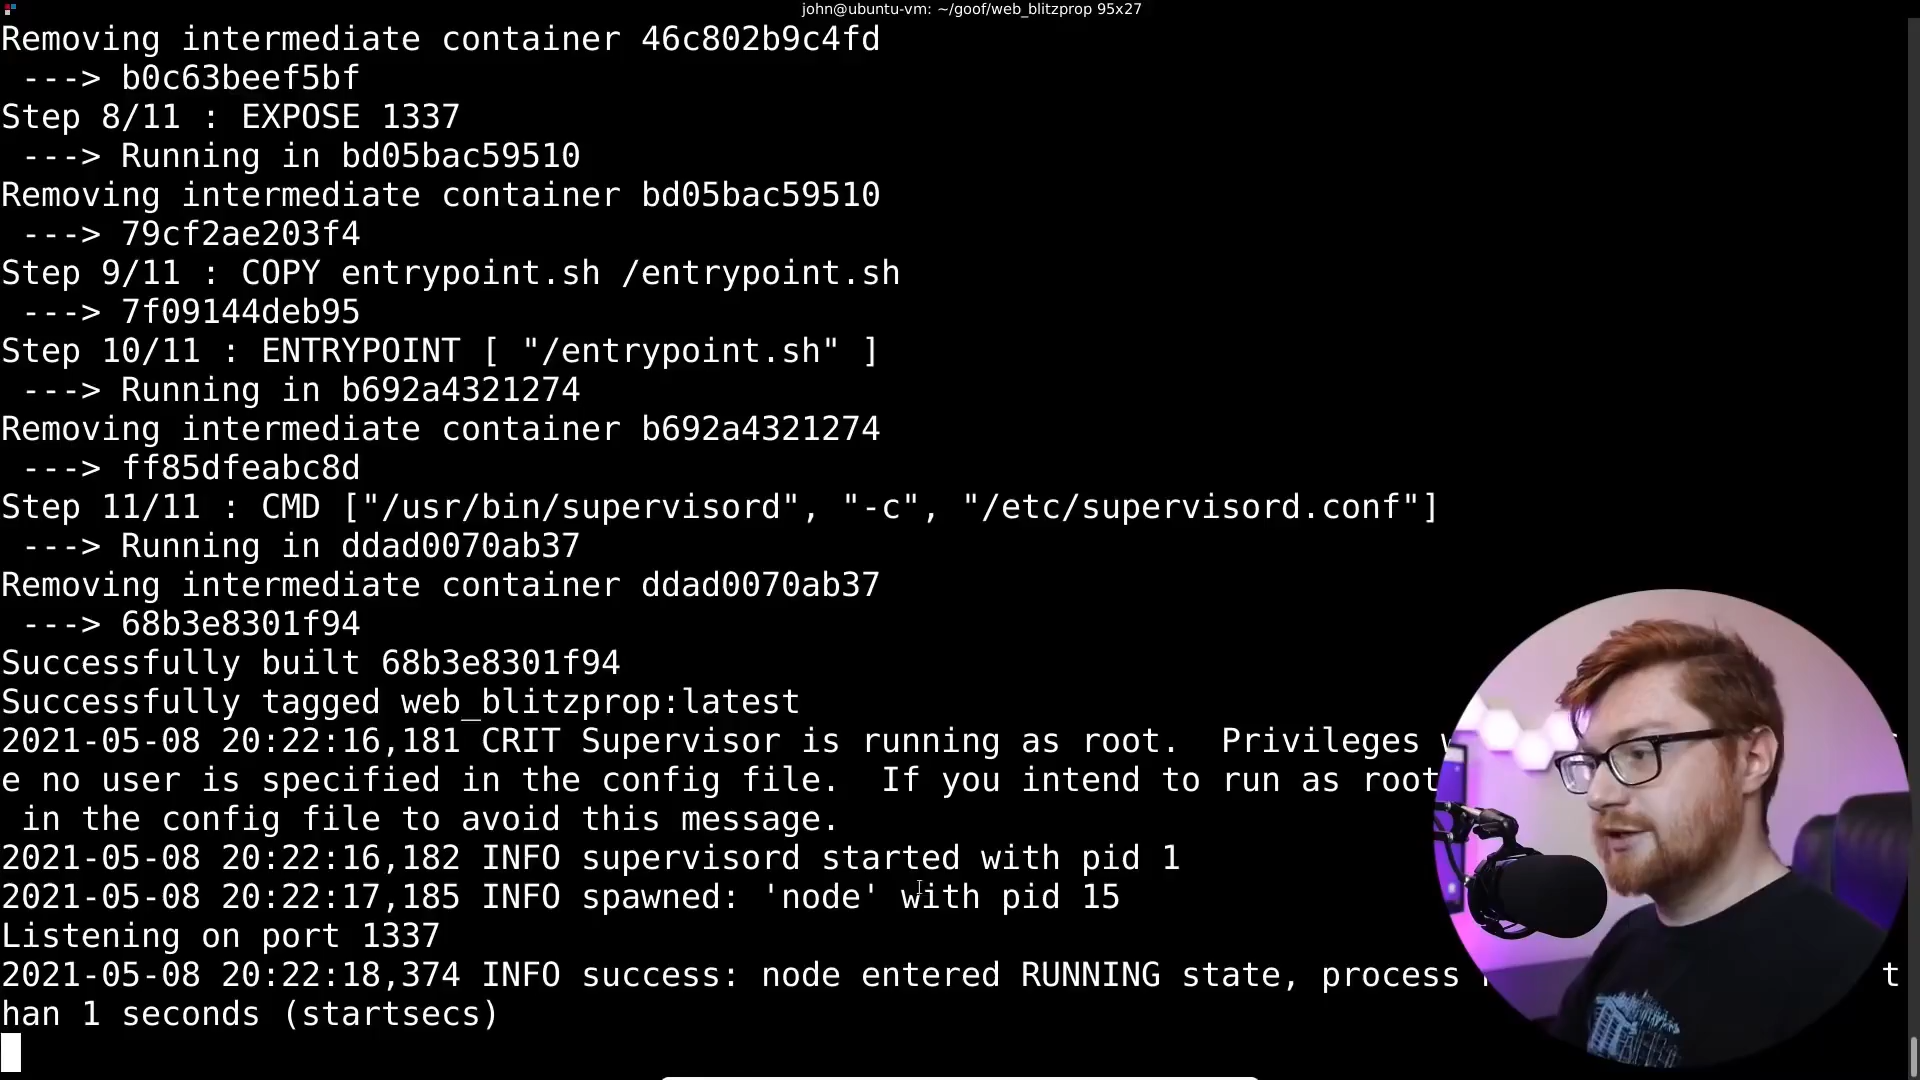 john@ubuntu-vm: ~/goof/web_blitzprop 95x27
Removing intermediate container 46c802b9c4fd
 ---> b0c63beef5bf
Step 8/11 : EXPOSE 1337
 ---> Running in bd05bac59510
Removing intermediate container bd05bac59510
 ---> 79cf2ae203f4
Step 9/11 : COPY entrypoint.sh /entrypoint.sh
 ---> 7f09144deb95
Step 10/11 : ENTRYPOINT [ "/entrypoint.sh" ]
 ---> Running in b692a4321274
Removing intermediate container b692a4321274
 ---> ff85dfeabc8d
Step 11/11 : CMD ["/usr/bin/supervisord", "-c", "/etc/supervisord.conf"]
 ---> Running in ddad0070ab37
Removing intermediate container ddad0070ab37
 ---> 68b3e8301f94
Successfully built 68b3e8301f94
Successfully tagged web_blitzprop:latest
2021-05-08 20:22:16,181 CRIT Supervisor is running as root.  Privileges
e no user is specified in the config file.  If you intend to run as root
 in the config file to avoid this message.
2021-05-08 20:22:16,182 INFO supervisord started with pid 1
2021-05-08 20:22:17,185 INFO spawned: 'node' with pid 15
Listening on port 1337
2021-05-08 20:22:18,374 INFO success: node entered RUNNING state, process t
han 1 seconds (startsecs)